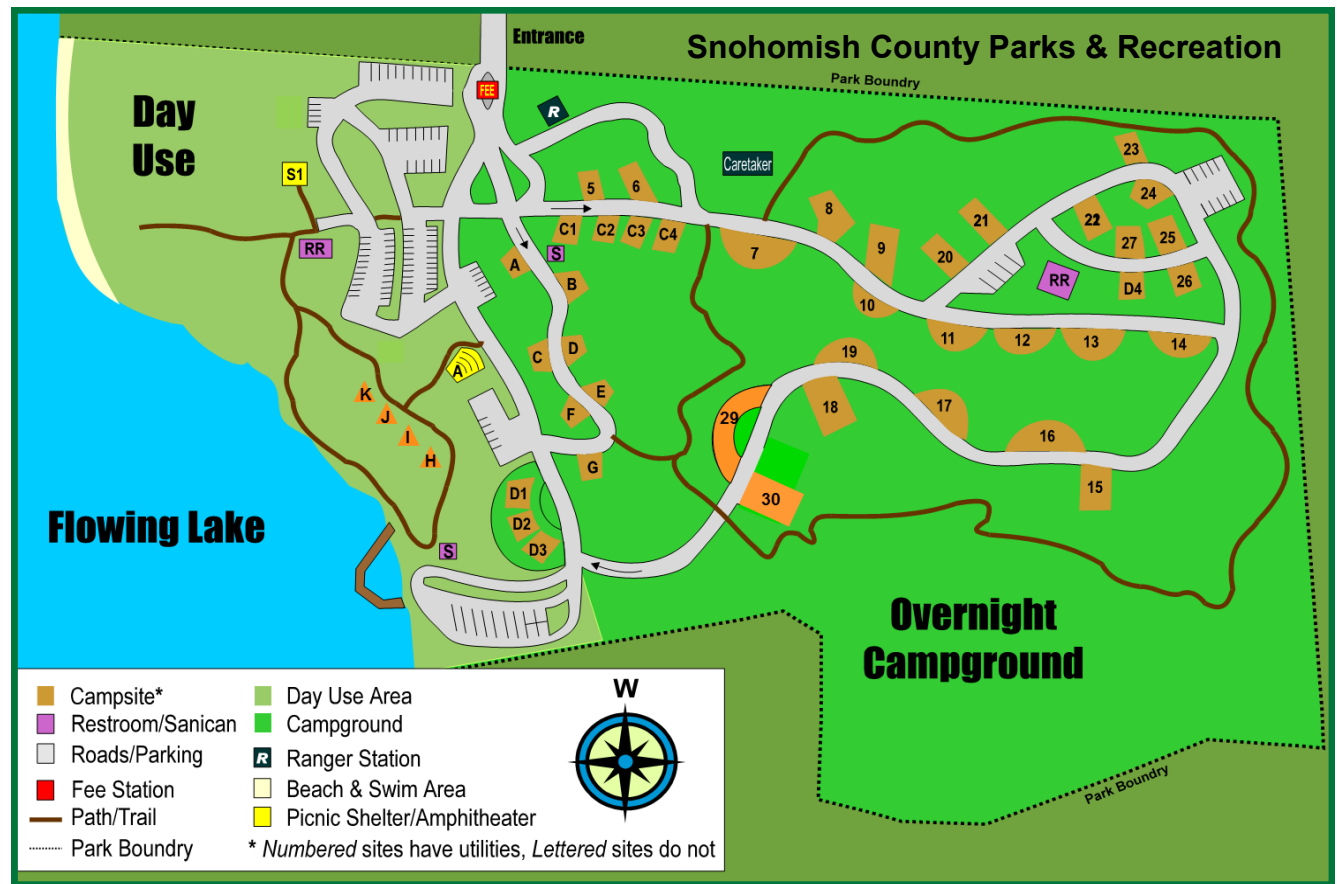 Entrance
Snohomish County Parks & Recreation
Park Boundry
FEE
R
Day
Use
Caretaker
S1
RR
5
6
C1
C2
C3
C4
S
A
B
C
D
E
F
G
7
8
9
10
20
21
23
24
22
27
25
26
D4
RR
11
12
13
14
19
18
17
16
15
29
30
A
K
J
I
H
D1
D2
D3
S
Flowing Lake
Overnight
Campground
Park Boundry
Campsite*
Restroom/Sanican
Roads/Parking
Fee Station
Path/Trail
Park Boundry
Day Use Area
Campground
R Ranger Station
Beach & Swim Area
Picnic Shelter/Amphitheater
* Numbered sites have utilities, Lettered sites do not
W